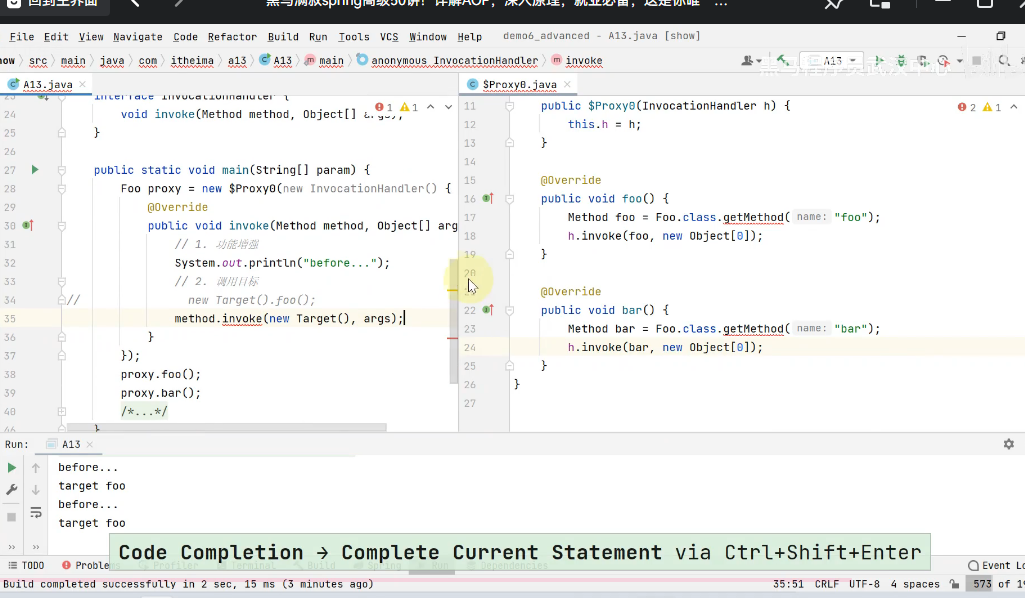 回到主界面
黑马满叔spring高级50讲！详解AOP，深入原理，就业必备，这是你唯一 ...
File Edit View Navigate Code Refactor Build Run Tools VCS Window Help demo6_advanced - A13.java [show]
now src main java com itheima a13 A13 main anonymous InvocationHandler invoke
A13
A13.java
$Proxy0.java
interface InvocationHandler {
1 1
24 void invoke(Method method, Object[] args);
25 }
26
27 public static void main(String[] param) {
28 Foo proxy = new $Proxy0(new InvocationHandler() {
29 @Override
30 public void invoke(Method method, Object[] arg
31 // 1. 功能增强
32 System.out.println("before...");
33 // 2. 调用目标
34 // new Target().foo();
35 method.invoke(new Target(), args);
36 }
37 });
38 proxy.foo();
39 proxy.bar();
40 /*...*/
46 }
11 public $Proxy0(InvocationHandler h) {
2 1
12 this.h = h;
13 }
14
15 @Override
16 public void foo() {
17 Method foo = Foo.class.getMethod( name: "foo");
18 h.invoke(foo, new Object[0]);
19 }
20
@Override
22 public void bar() {
23 Method bar = Foo.class.getMethod( name: "bar");
24 h.invoke(bar, new Object[0]);
25 }
26 }
27
Run: A13
before...
target foo
before...
target foo
Code Completion → Complete Current Statement via Ctrl+Shift+Enter
TODO Proble Profiler Terminal Build Spring Run Dependencies Event Lo
Build completed successfully in 2 sec, 15 ms (3 minutes ago) 35:51 CRLF UTF-8 4 spaces 573 of 1